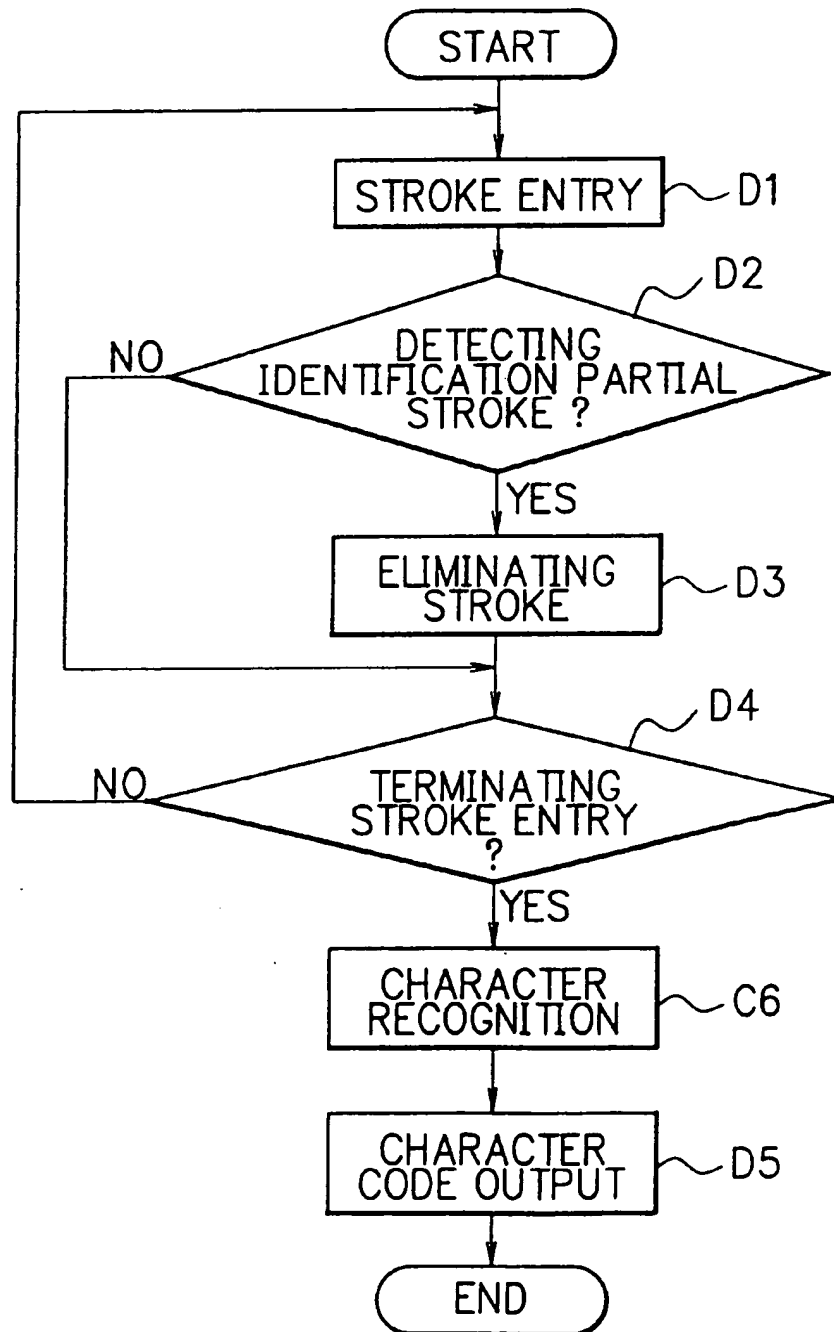 START
STROKE ENTRY
D1
D2
DETECTING
IDENTIFICATION PARTIAL
STROKE ?
NO
YES
ELIMINATING
STROKE
D3
D4
TERMINATING
STROKE ENTRY
?
NO
YES
CHARACTER
RECOGNITION
C6
CHARACTER
CODE OUTPUT
D5
END